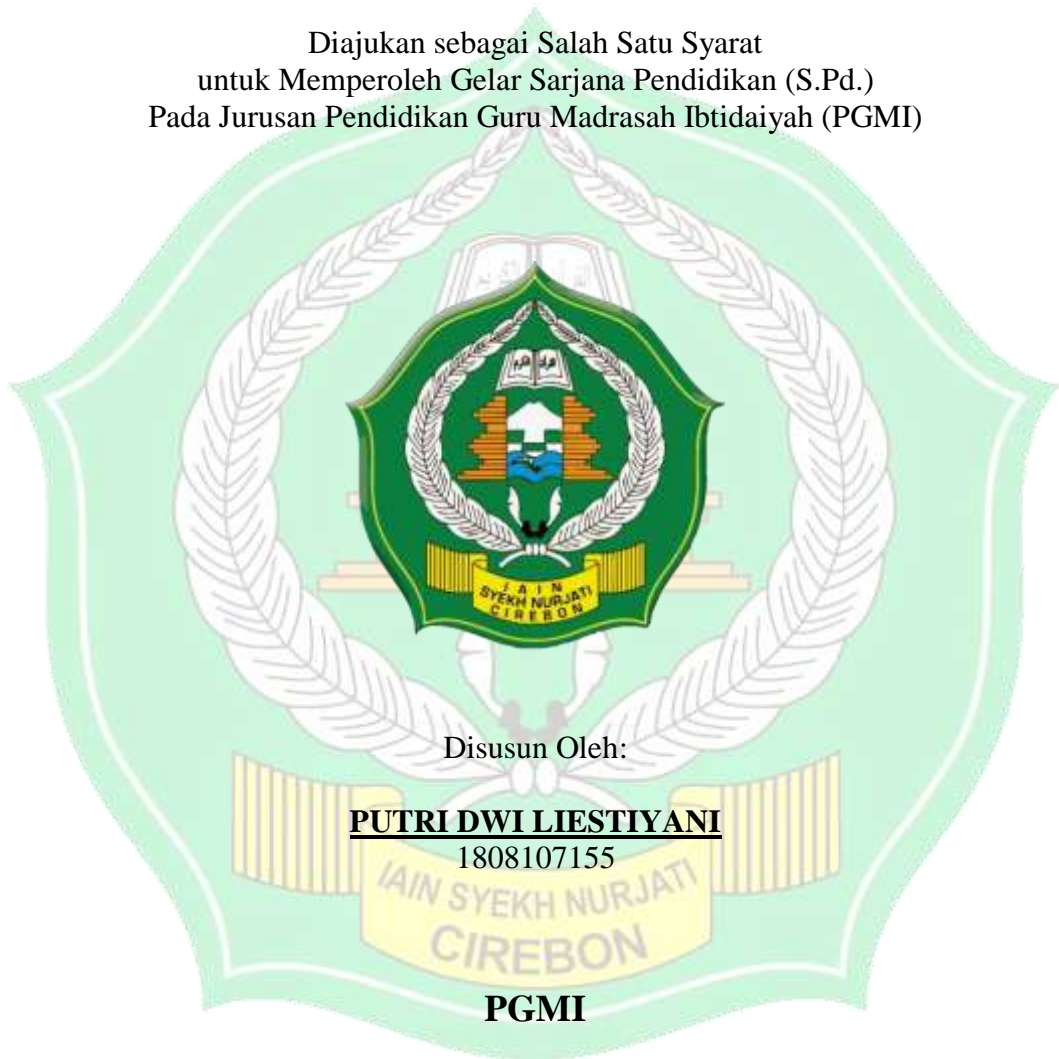 Diajukan sebagai Salah Satu Syarat
untuk Memperoleh Gelar Sarjana Pendidikan (S.Pd.)
Pada Jurusan Pendidikan Guru Madrasah Ibtidaiyah (PGMI)
IAIN
SYEKH NURJATI
CIREBON
Disusun Oleh:
PUTRI DWI LIESTIYANI
1808107155
IAIN SYEKH NURJATI
CIREBON
PGMI